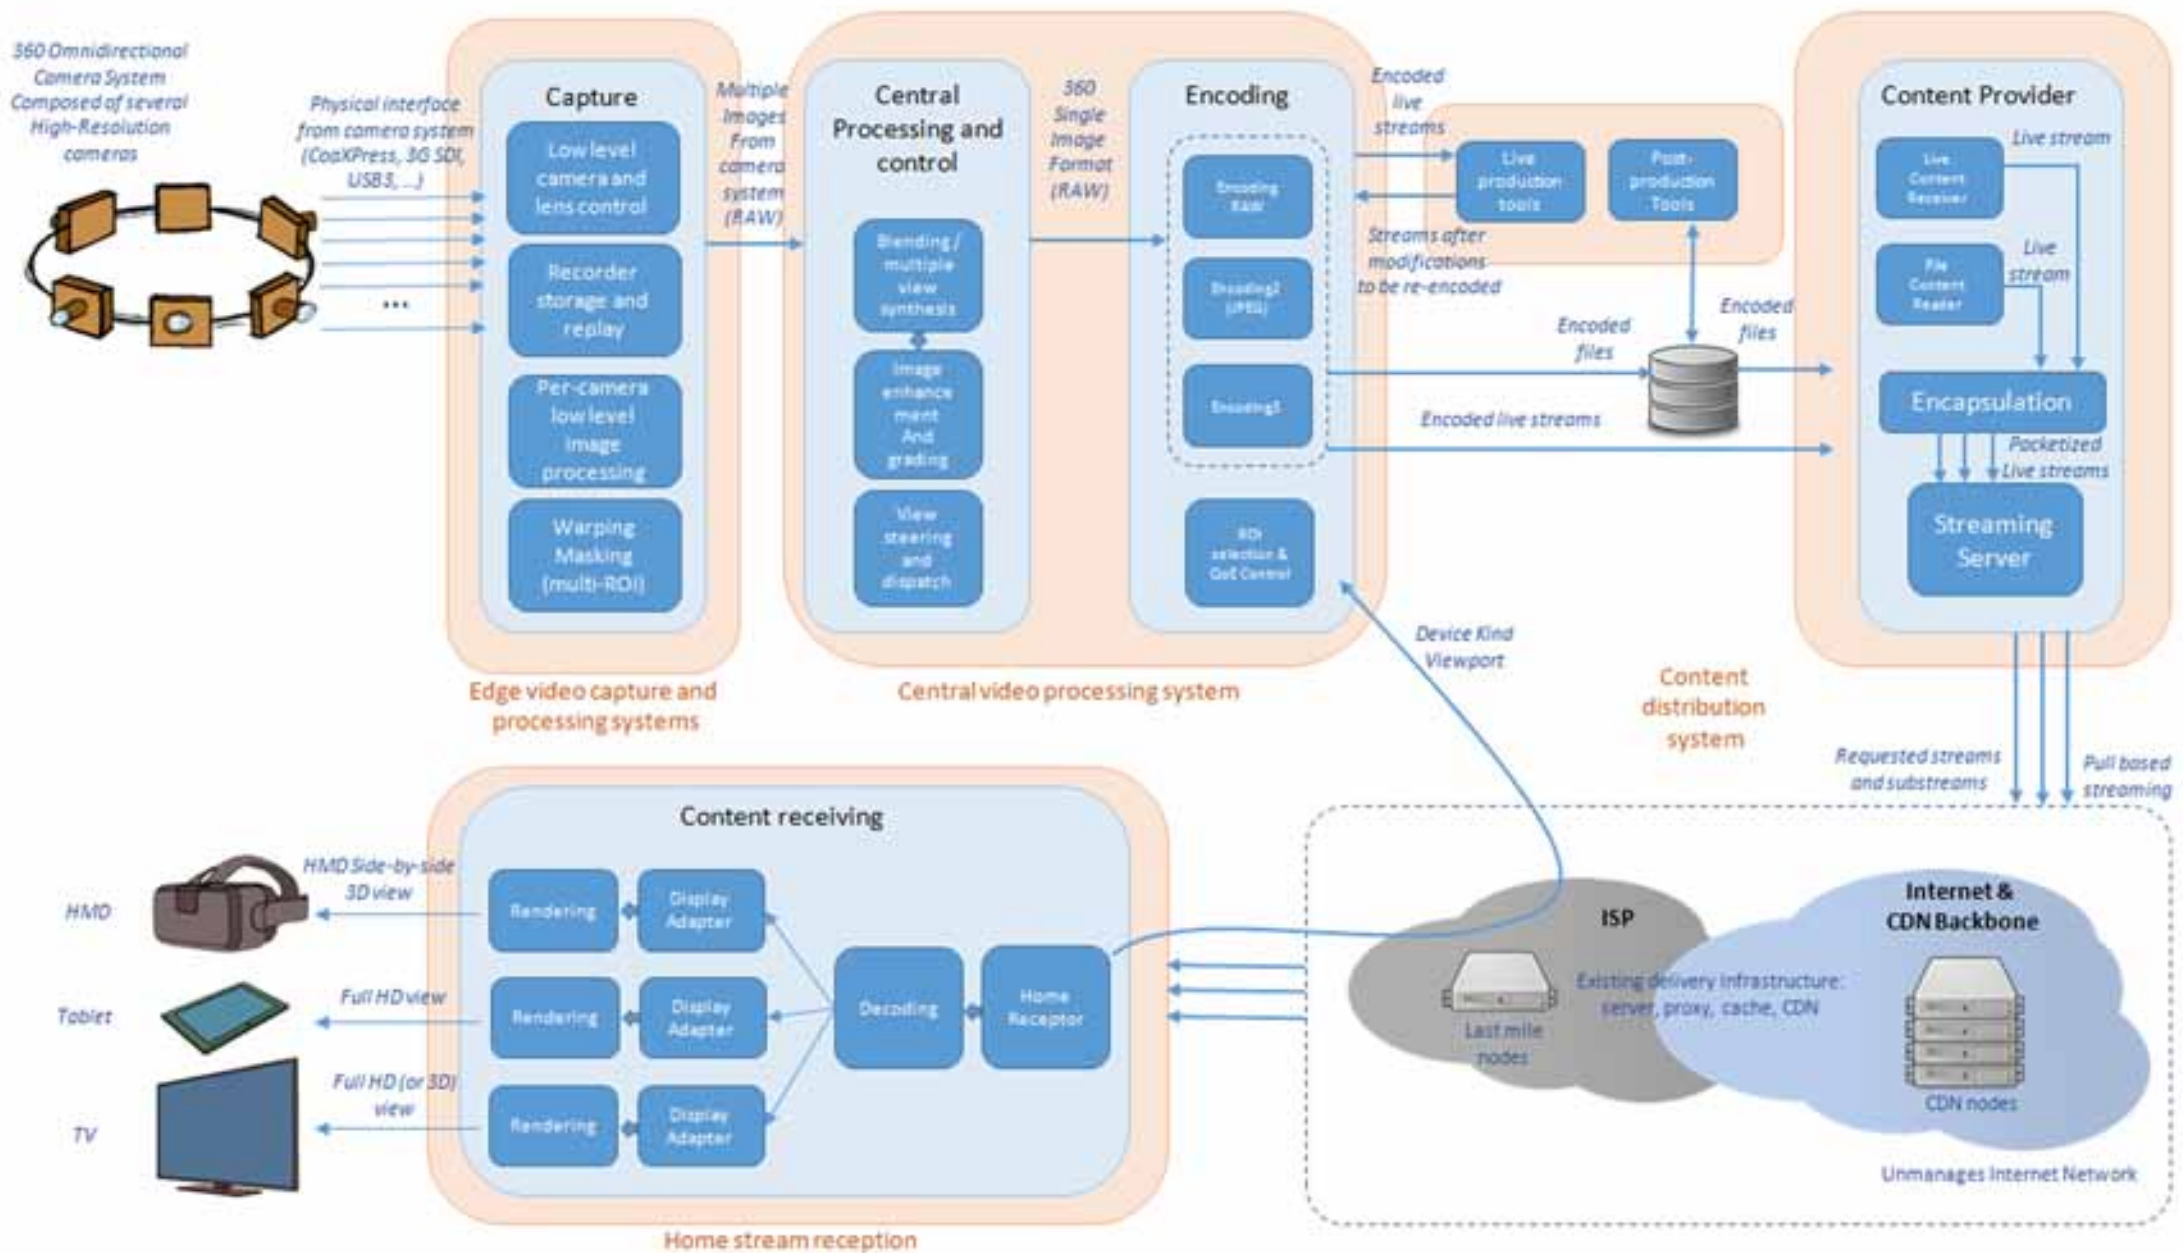 360 Omnidirectional
Camera System
Composed of several
High-Resolution
cameras
Physical interface
from camera system
(CoaXPress, 3G SDI,
USB3, ...)
...
Capture
Low level
camera and
lens control
Recorder
storage and
replay
Per-camera
low level
image
processing
Warping
Masking
(multi-ROI)
Edge video capture and
processing systems
Multiple
Images
From
camera
system
(RAW)
Central
Processing and
control
Blending /
multiple
view
synthesis
Image
enhance
ment
And
grading
View
steering
and
dispatch
360
Single
Image
Format
(RAW)
Encoding
Encoding
RAW
Encoding2
(JPEG)
Encoding3
ROI
selection &
QoE Control
Central video processing system
Encoded
live
streams
Live
production
tools
Post-
production
Tools
Streams after
modifications
to be re-encoded
Encoded
files
Encoded
files
Encoded live streams
Device Kind
Viewport
Content Provider
Live
Content
Receiver
Live stream
File
Content
Reader
Live
stream
Encapsulation
Packetized
Live streams
Streaming
Server
Content
distribution
system
Requested streams
and substreams
Pull based
streaming
Content receiving
HMD
HMD Side-by-side
3D view
Rendering
Display
Adapter
Tablet
Full HD view
Rendering
Display
Adapter
Decoding
Home
Receptor
TV
Full HD (or 3D)
view
Rendering
Display
Adapter
Home stream reception
ISP
Last mile
nodes
Existing delivery infrastructure:
server, proxy, cache, CDN
Internet &
CDN Backbone
CDN nodes
Unmanages Internet Network